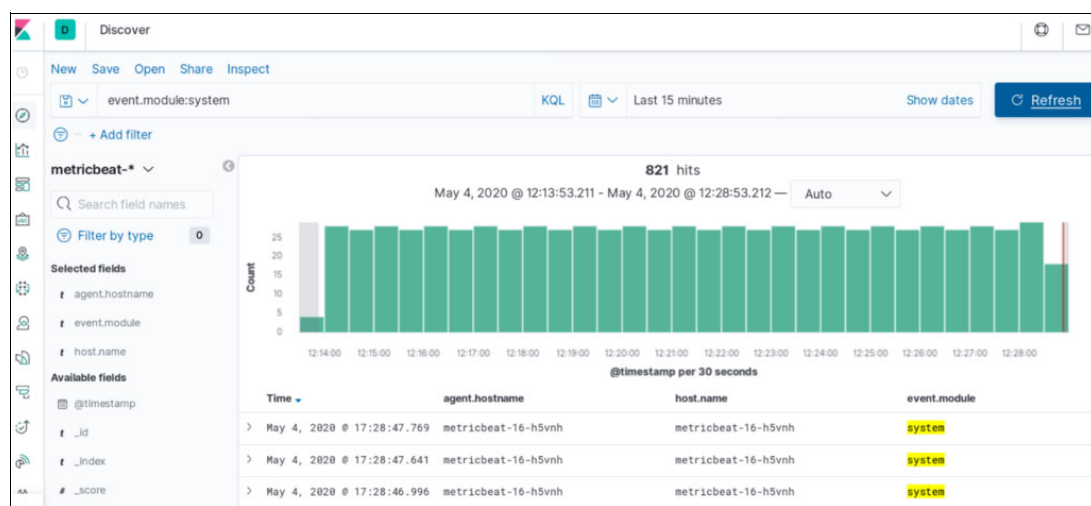 D Discover
New Save Open Share Inspect
event.module:system KQL Last 15 minutes Show dates Refresh
+ Add filter
metricbeat-*
821 hits
May 4, 2020 @ 12:13:53.211 - May 4, 2020 @ 12:28:53.212 — Auto
Search field names
Filter by type 0
Selected fields
t agent.hostname
t event.module
t host.name
Available fields
@timestamp
t _id
t _index
# _score
Count
25
20
15
10
5
0
12:14:00 12:15:00 12:16:00 12:17:00 12:18:00 12:19:00 12:20:00 12:21:00 12:22:00 12:23:00 12:24:00 12:25:00 12:26:00 12:27:00 12:28:00
@timestamp per 30 seconds
Time agent.hostname host.name event.module
May 4, 2020 @ 17:28:47.769 metricbeat-16-h5vnh metricbeat-16-h5vnh system
May 4, 2020 @ 17:28:47.641 metricbeat-16-h5vnh metricbeat-16-h5vnh system
May 4, 2020 @ 17:28:46.996 metricbeat-16-h5vnh metricbeat-16-h5vnh system